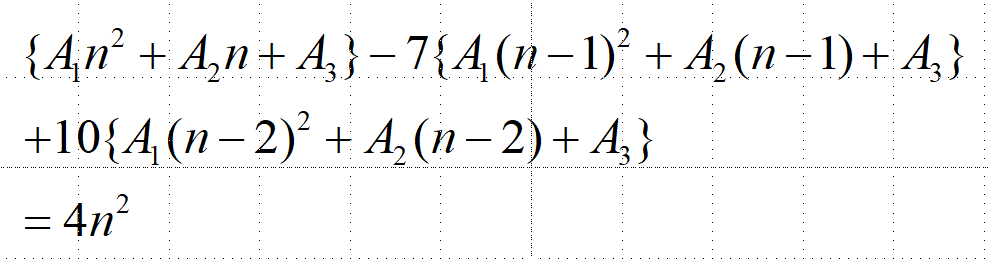 {A₁n² + A₂n + A₃} − 7{A₁(n − 1)² + A₂(n − 1) + A₃}
+10{A₁(n − 2)² + A₂(n − 2) + A₃}
= 4n²